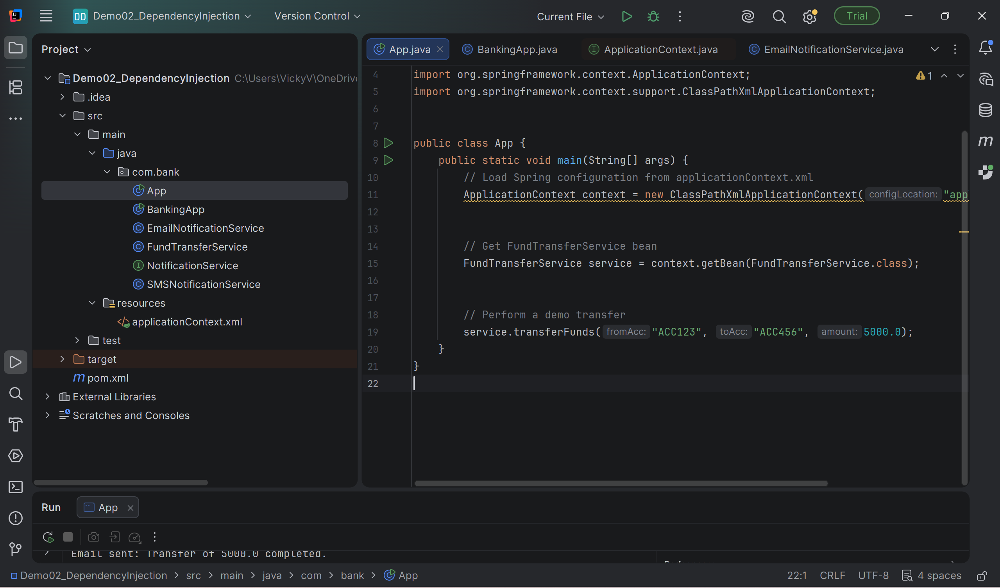 DD Demo02_DependencyInjection Version Control Current File Trial
Project
Demo02_DependencyInjection C:\Users\VickyV\OneDrive
.idea
src
main
java
com.bank
App
BankingApp
EmailNotificationService
FundTransferService
NotificationService
SMSNotificationService
resources
applicationContext.xml
test
target
pom.xml
External Libraries
Scratches and Consoles
App.java BankingApp.java ApplicationContext.java EmailNotificationService.java
1
4 import org.springframework.context.ApplicationContext;
5 import org.springframework.context.support.ClassPathXmlApplicationContext;
6
7
8 public class App {
9 public static void main(String[] args) {
10 // Load Spring configuration from applicationContext.xml
11 ApplicationContext context = new ClassPathXmlApplicationContext( configLocation: "app
12
13
14 // Get FundTransferService bean
15 FundTransferService service = context.getBean(FundTransferService.class);
16
17
18 // Perform a demo transfer
19 service.transferFunds( fromAcc: "ACC123", toAcc: "ACC456", amount: 5000.0);
20 }
21 }
22
Run App
Email sent: Transfer of 5000.0 completed.
Demo02_DependencyInjection > src > main > java > com > bank > App 22:1 CRLF UTF-8 4 spaces